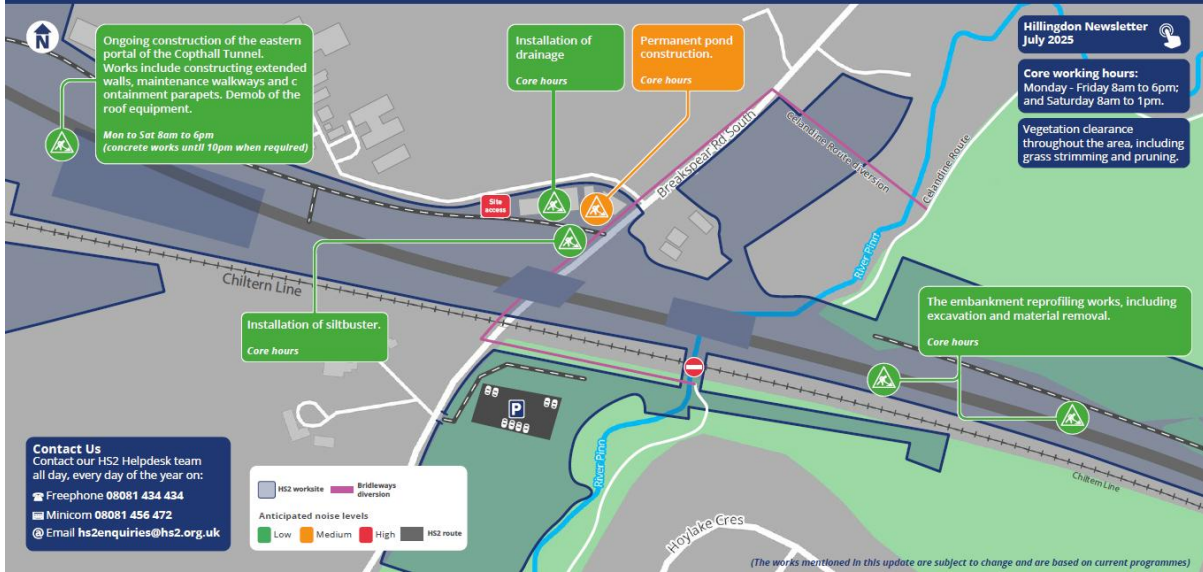 N
Ongoing construction of the eastern
portal of the Copthall Tunnel.
Works include constructing extended
walls, maintenance walkways and c
ontainment parapets. Demob of the
roof equipment.
Mon to Sat 8am to 6pm
(concrete works until 10pm when required)
Installation of
drainage
Core hours
Permanent pond
construction.
Core hours
Hillingdon Newsletter
July 2025
Core working hours:
Monday - Friday 8am to 6pm;
and Saturday 8am to 1pm.
Vegetation clearance
throughout the area, including
grass strimming and pruning.
Breakspear Rd South
Celandine Route diversion
Celandine Route
Site
access
River Pinn
Chiltern Line
Installation of siltbuster.
Core hours
The embankment reprofiling works, including
excavation and material removal.
Core hours
P
River Pinn
Chiltern Line
Hoylake Cres
Contact Us
Contact our HS2 Helpdesk team
all day, every day of the year on:
Freephone 08081 434 434
Minicom 08081 456 472
@ Email hs2enquiries@hs2.org.uk
HS2 worksite
Bridleways
diversion
Anticipated noise levels
Low
Medium
High
HS2 route
(The works mentioned in this update are subject to change and are based on current programmes)